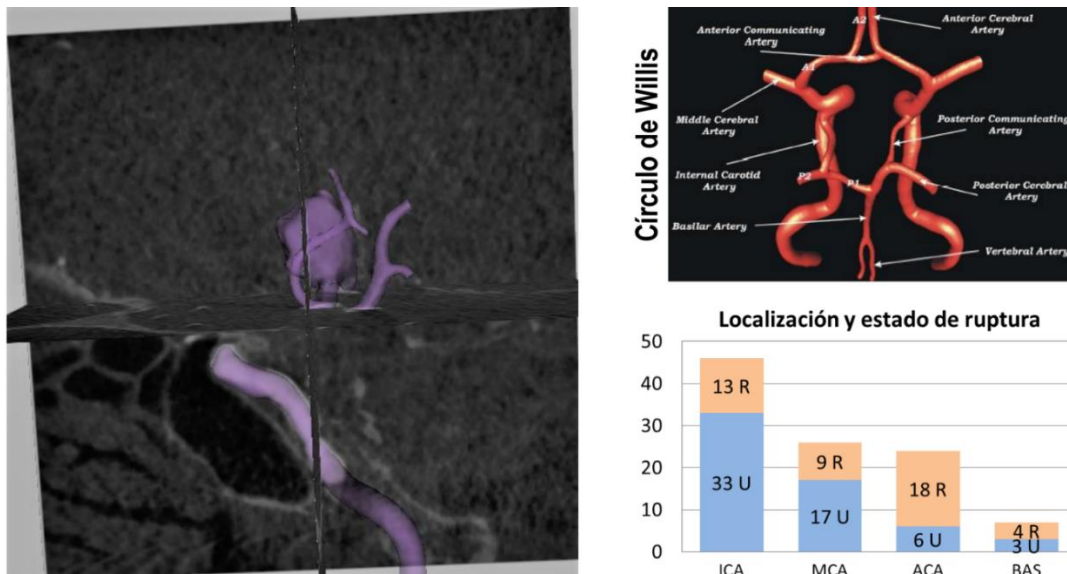 Círculo de Willis
A2
Anterior Cerebral
Artery
Anterior Communicating
Artery
A1
Middle Cerebral
Artery
Posterior Communicating
Artery
Internal Carotid
Artery
P2
P1
Posterior Cerebral
Artery
Basilar Artery
Vertebral Artery
Localización y estado de ruptura
50
40
30
20
10
0
13 R
33 U
9 R
17 U
18 R
6 U
4 R
3 U
ICA MCA ACA BAS